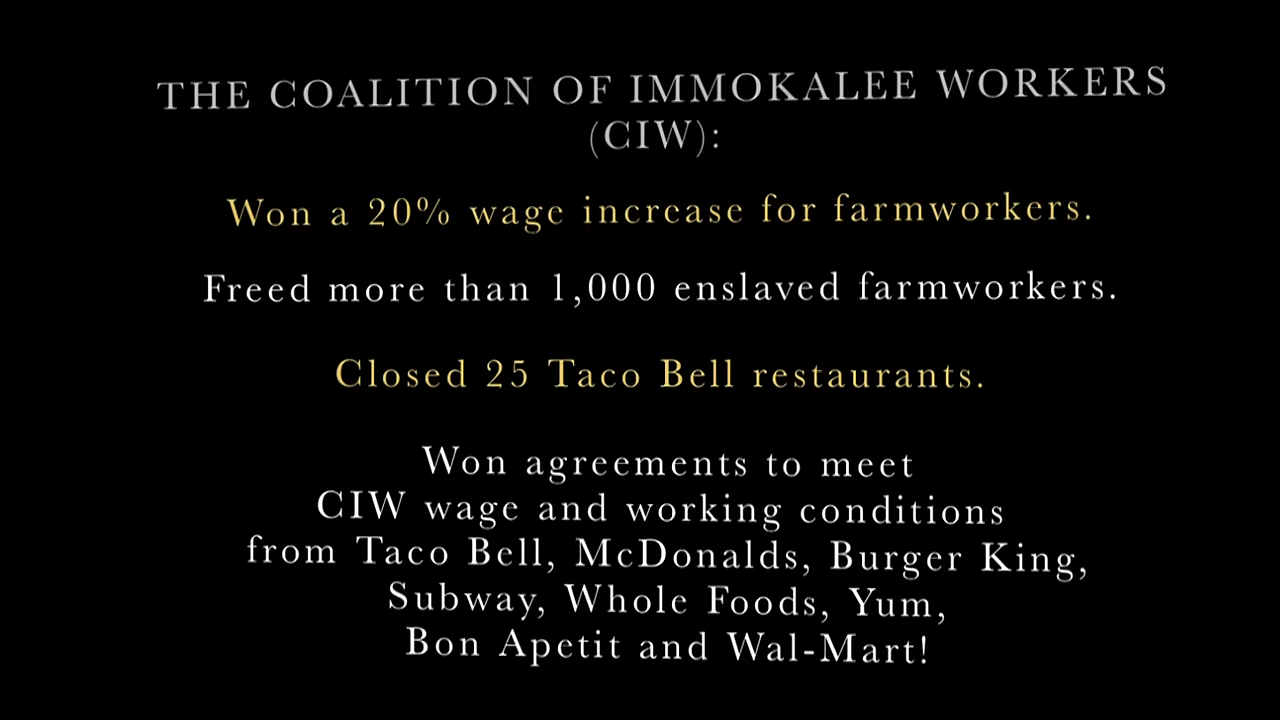 THE COALITION OF IMMOKALEE WORKERS
(CIW):
Won a 20% wage increase for farmworkers.
Freed more than 1,000 enslaved farmworkers.
Closed 25 Taco Bell restaurants.
Won agreements to meet
CIW wage and working conditions
from Taco Bell, McDonalds, Burger King,
Subway, Whole Foods, Yum,
Bon Apetit and Wal-Mart!